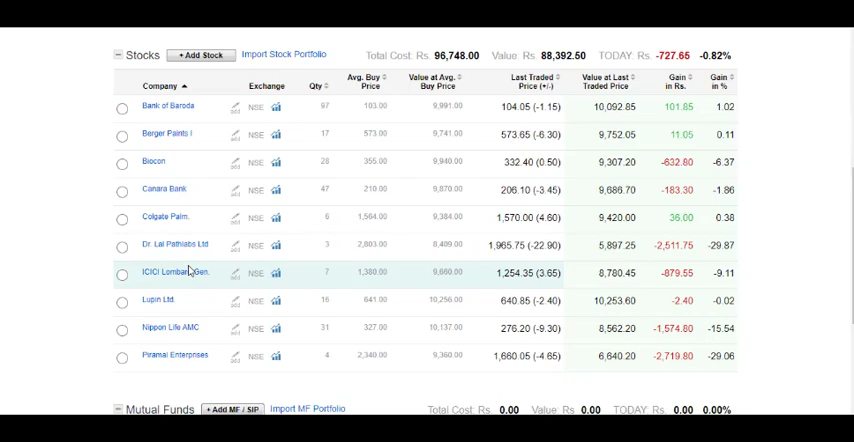 Stocks + Add Stock Import Stock Portfolio Total Cost: Rs. 96,748.00 Value: Rs. 88,392.50 TODAY: Rs. -727.65 -0.82%
Company Exchange Qty Avg. Buy Price Value at Avg. Buy Price Last Traded Price (+/-) Value at Last Traded Price Gain in Rs. Gain in %
Bank of Baroda add NSE 97 103.00 9,991.00 104.05 (-1.15) 10,092.85 101.85 1.02
Berger Paints I add NSE 17 573.00 9,741.00 573.65 (-6.30) 9,752.05 11.05 0.11
Biocon add NSE 28 355.00 9,940.00 332.40 (0.50) 9,307.20 -632.80 -6.37
Canara Bank add NSE 47 210.00 9,870.00 206.10 (-3.45) 9,686.70 -183.30 -1.86
Colgate Palm. add NSE 6 1,564.00 9,384.00 1,570.00 (4.60) 9,420.00 36.00 0.38
Dr. Lal Pathlabs Ltd add NSE 3 2,803.00 8,409.00 1,965.75 (-22.90) 5,897.25 -2,511.75 -29.87
ICICI Lombard Gen. add NSE 7 1,380.00 9,660.00 1,254.35 (3.65) 8,780.45 -879.55 -9.11
Lupin Ltd. add NSE 16 641.00 10,256.00 640.85 (-2.40) 10,253.60 -2.40 -0.02
Nippon Life AMC add NSE 31 327.00 10,137.00 276.20 (-9.30) 8,562.20 -1,574.80 -15.54
Piramal Enterprises add NSE 4 2,340.00 9,360.00 1,660.05 (-4.65) 6,640.20 -2,719.80 -29.06
Mutual Funds + Add MF / SIP Import MF Portfolio Total Cost: Rs. 0.00 Value: Rs. 0.00 TODAY: Rs. 0.00 0.00%